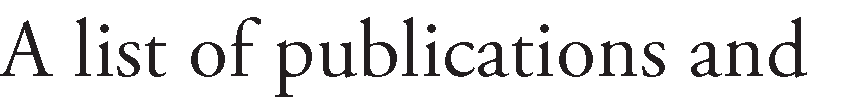 A list of publications and